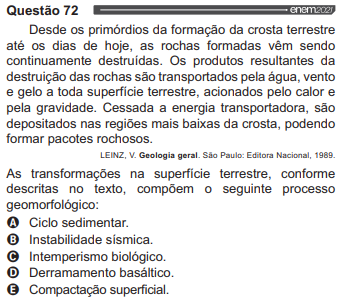 Questão 72 enem2021
Desde os primórdios da formação da crosta terrestre
até os dias de hoje, as rochas formadas vêm sendo
continuamente destruídas. Os produtos resultantes da
destruição das rochas são transportados pela água, vento
e gelo a toda superfície terrestre, acionados pelo calor e
pela gravidade. Cessada a energia transportadora, são
depositados nas regiões mais baixas da crosta, podendo
formar pacotes rochosos.
LEINZ, V. Geologia geral. São Paulo: Editora Nacional, 1989.
As transformações na superfície terrestre, conforme
descritas no texto, compõem o seguinte processo
geomorfológico:
A Ciclo sedimentar.
B Instabilidade sísmica.
C Intemperismo biológico.
D Derramamento basáltico.
E Compactação superficial.